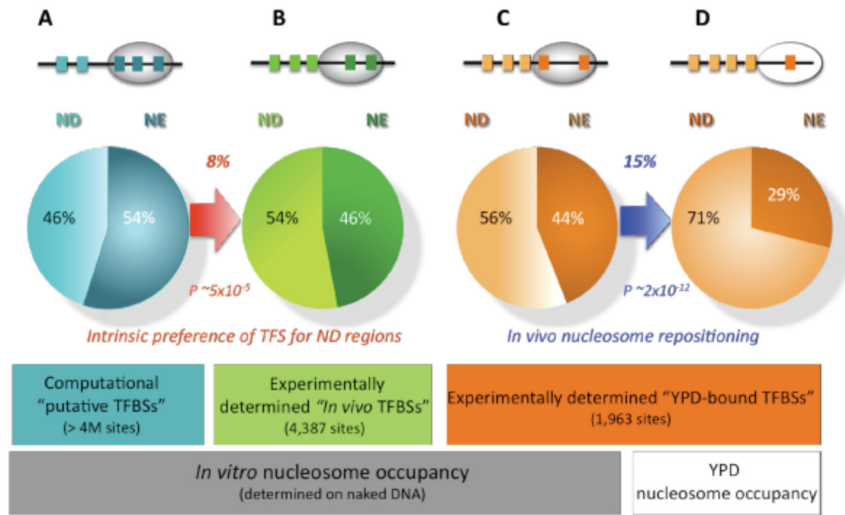 A B C D
ND NE ND NE ND NE ND NE
8% 15%
46% 54% 54% 46% 56% 44% 71% 29%
P ~5x10⁻⁵ P ~2x10⁻¹²
Intrinsic preference of TFS for ND regions In vivo nucleosome repositioning
Computational
"putative TFBSs"
(> 4M sites)
Experimentally
determined "In vivo TFBSs"
(4,387 sites)
Experimentally determined "YPD-bound TFBSs"
(1,963 sites)
In vitro nucleosome occupancy
(determined on naked DNA)
YPD
nucleosome occupancy